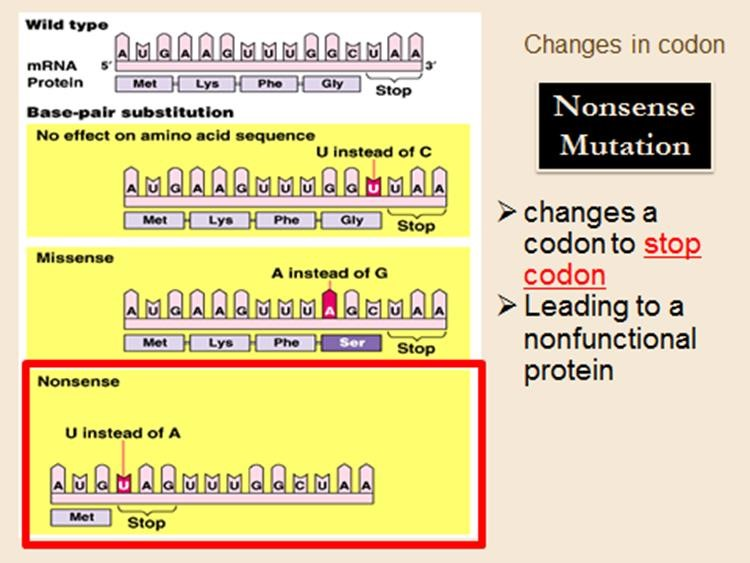 Wild type
A U G A A G U U U G G C U A A
mRNA 5' 3'
Protein Met Lys Phe Gly Stop
Base-pair substitution
No effect on amino acid sequence
U instead of C
A U G A A G U U U G G U U A A
Met Lys Phe Gly Stop
Missense
A instead of G
A U G A A G U U U A G C U A A
Met Lys Phe Ser Stop
Nonsense
U instead of A
A U G U A G U U U G G C U A A
Met Stop
Changes in codon
Nonsense
Mutation
➢ changes a
codon to stop
codon
➢ Leading to a
nonfunctional
protein